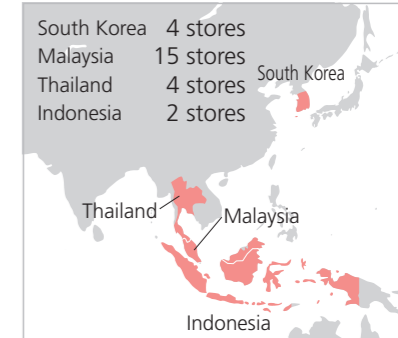 South Korea 4 stores
Malaysia 15 stores
Thailand 4 stores
Indonesia 2 stores
South Korea
Thailand
Malaysia
Indonesia